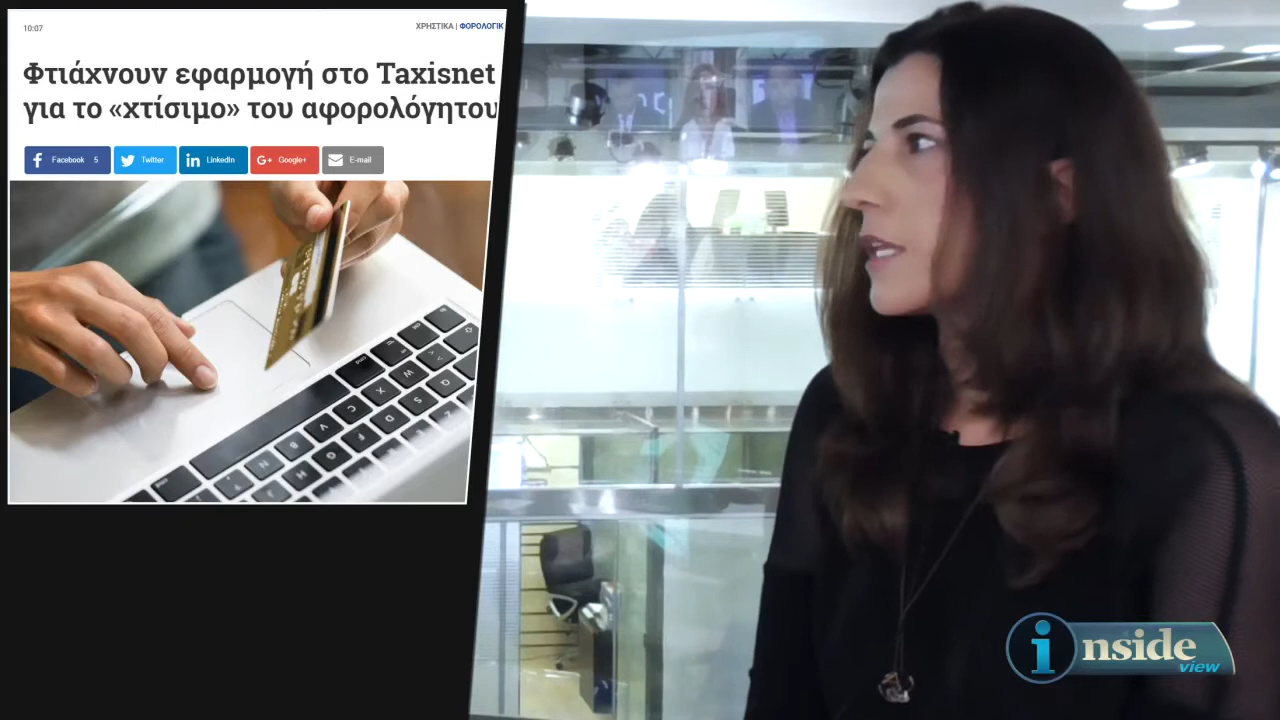 10:07
ΧΡΗΣΤΙΚΑ | ΦΟΡΟΛΟΓΙΚ
Φτιάχνουν εφαρμογή στο Taxisnet
για το «χτίσιμο» του αφορολόγητου
Facebook 5
Twitter
LinkedIn
Google+
E-mail
inside
view